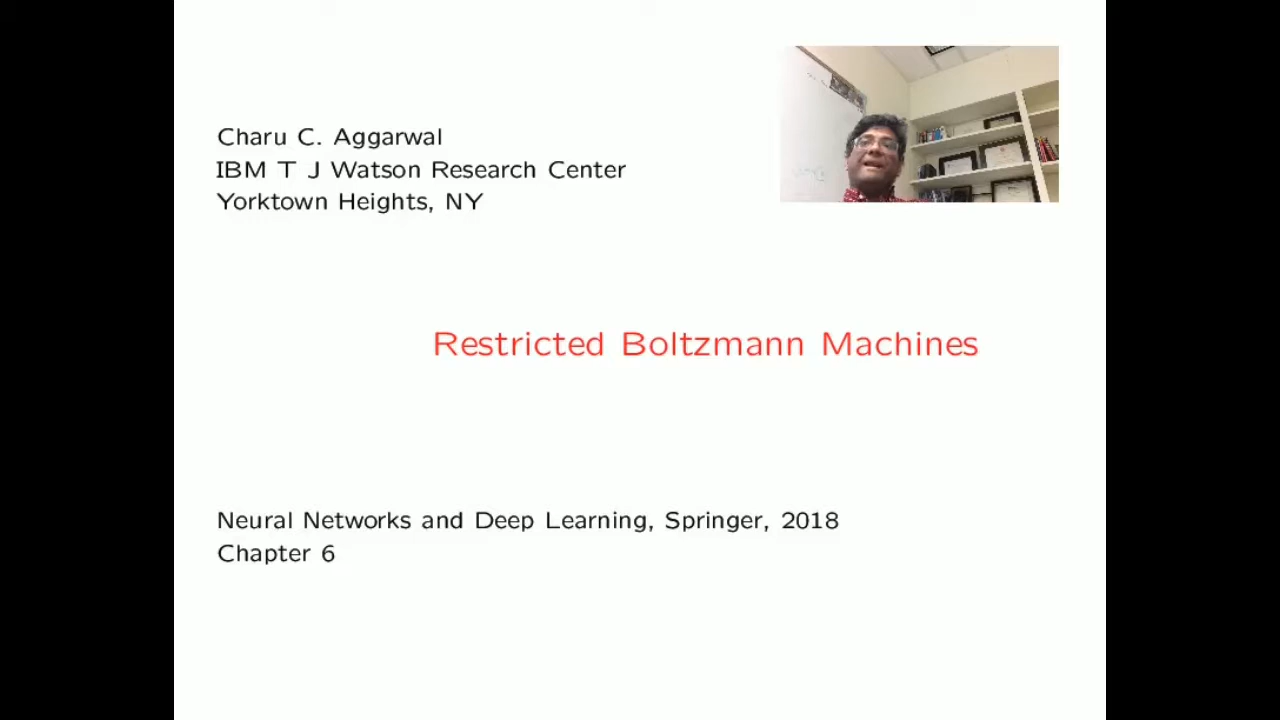 Charu C. Aggarwal
IBM T J Watson Research Center
Yorktown Heights, NY
Restricted Boltzmann Machines
Neural Networks and Deep Learning, Springer, 2018
Chapter 6